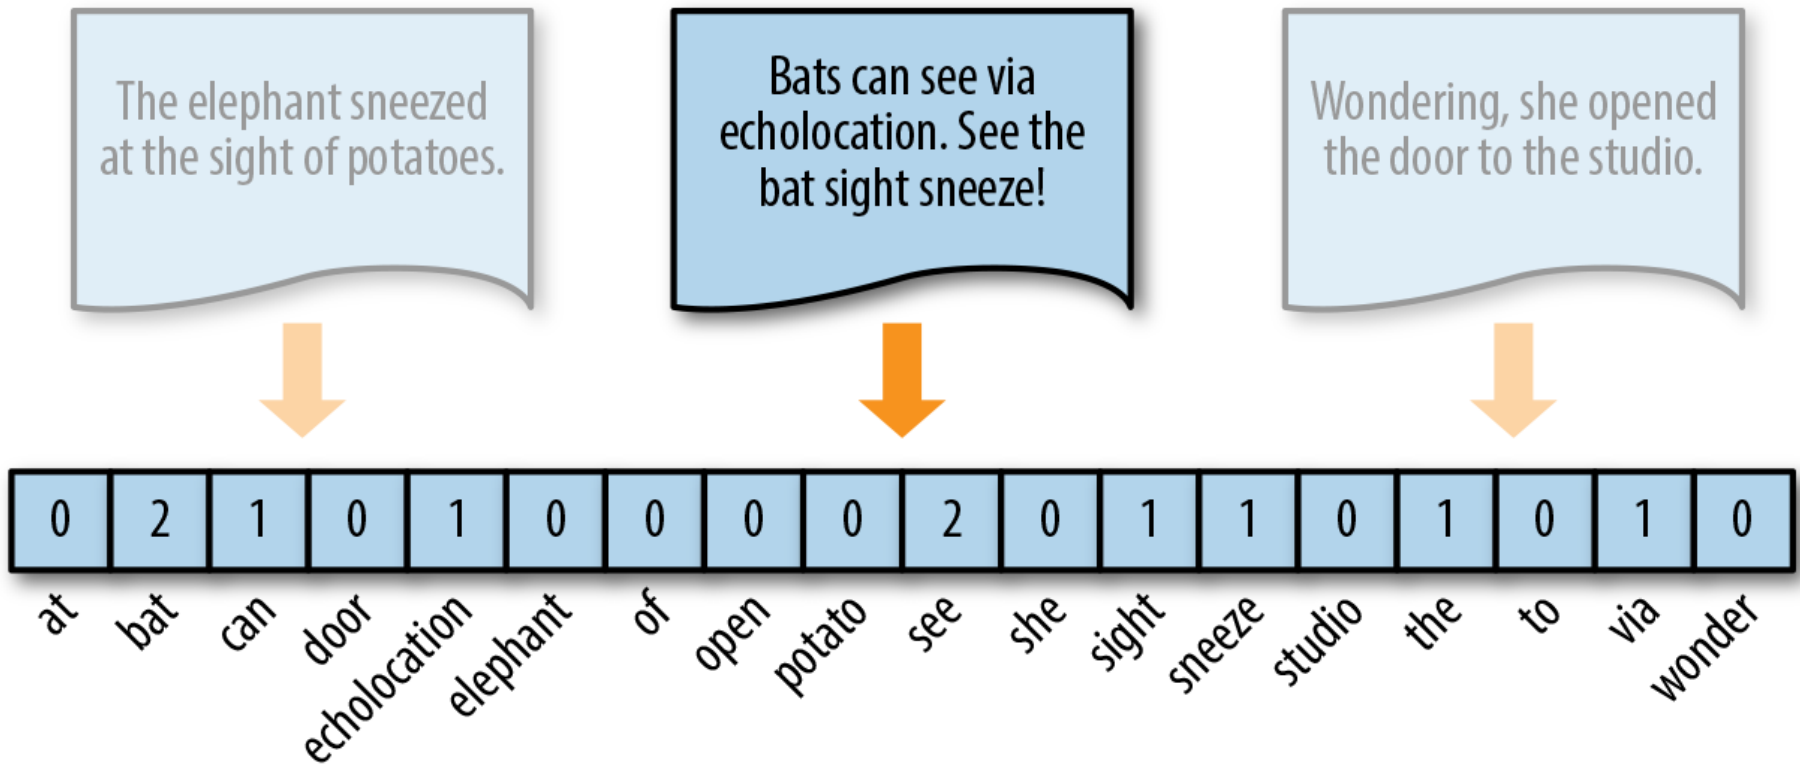 The elephant sneezed
at the sight of potatoes.
Bats can see via
echolocation. See the
bat sight sneeze!
Wondering, she opened
the door to the studio.
0 2 1 0 1 0 0 0 0 2 0 1 1 0 1 0 1 0
at bat can door echolocation elephant of open potato see she sight sneeze studio the to via wonder